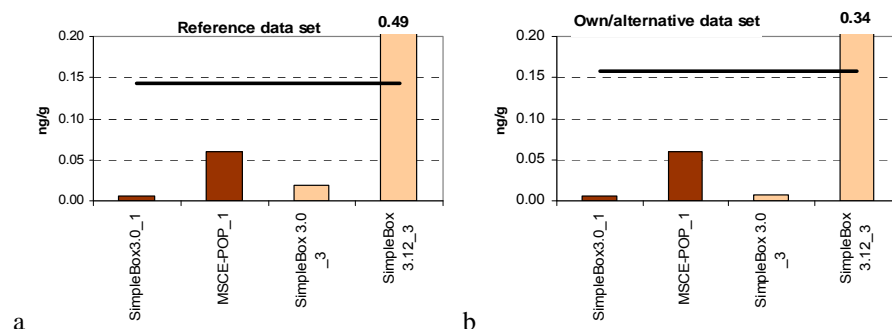 Reference data set
0.49
ng/g
0.20
0.15
0.10
0.05
0.00
SimpleBox3.0_1
MSCE-POP_1
SimpleBox 3.0
_3
SimpleBox
3.12_3
a
Own/alternative data set
0.34
ng/g
0.20
0.15
0.10
0.05
0.00
SimpleBox3.0_1
MSCE-POP_1
SimpleBox 3.0
_3
SimpleBox
3.12_3
b